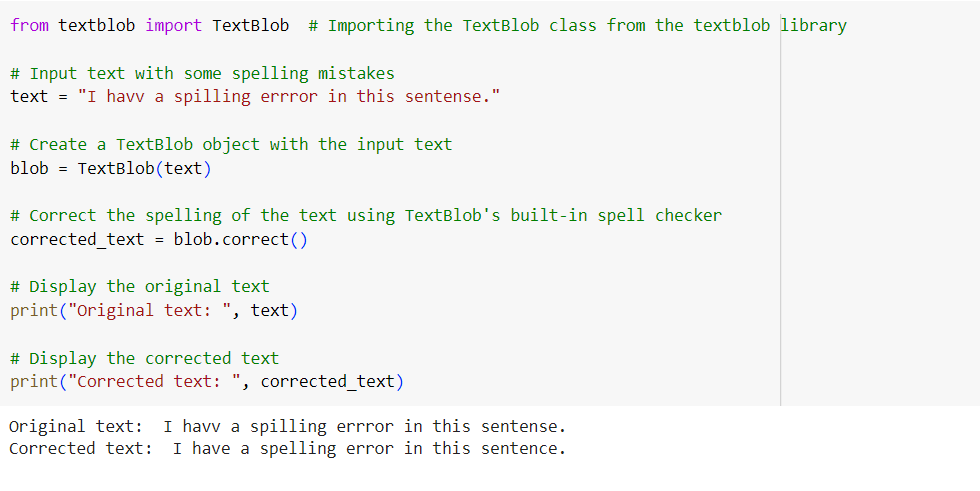 from textblob import TextBlob  # Importing the TextBlob class from the textblob library
# Input text with some spelling mistakes
text = "I havv a spilling errror in this sentense."
# Create a TextBlob object with the input text
blob = TextBlob(text)
# Correct the spelling of the text using TextBlob's built-in spell checker
corrected_text = blob.correct()
# Display the original text
print("Original text: ", text)
# Display the corrected text
print("Corrected text: ", corrected_text)
Original text:  I havv a spilling errror in this sentense.
Corrected text:  I have a spelling error in this sentence.